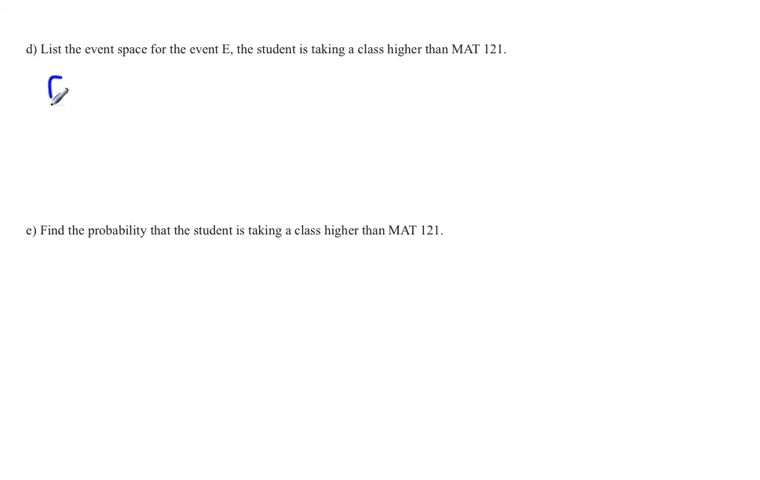 d) List the event space for the event E, the student is taking a class higher than MAT 121.
e) Find the probability that the student is taking a class higher than MAT 121.